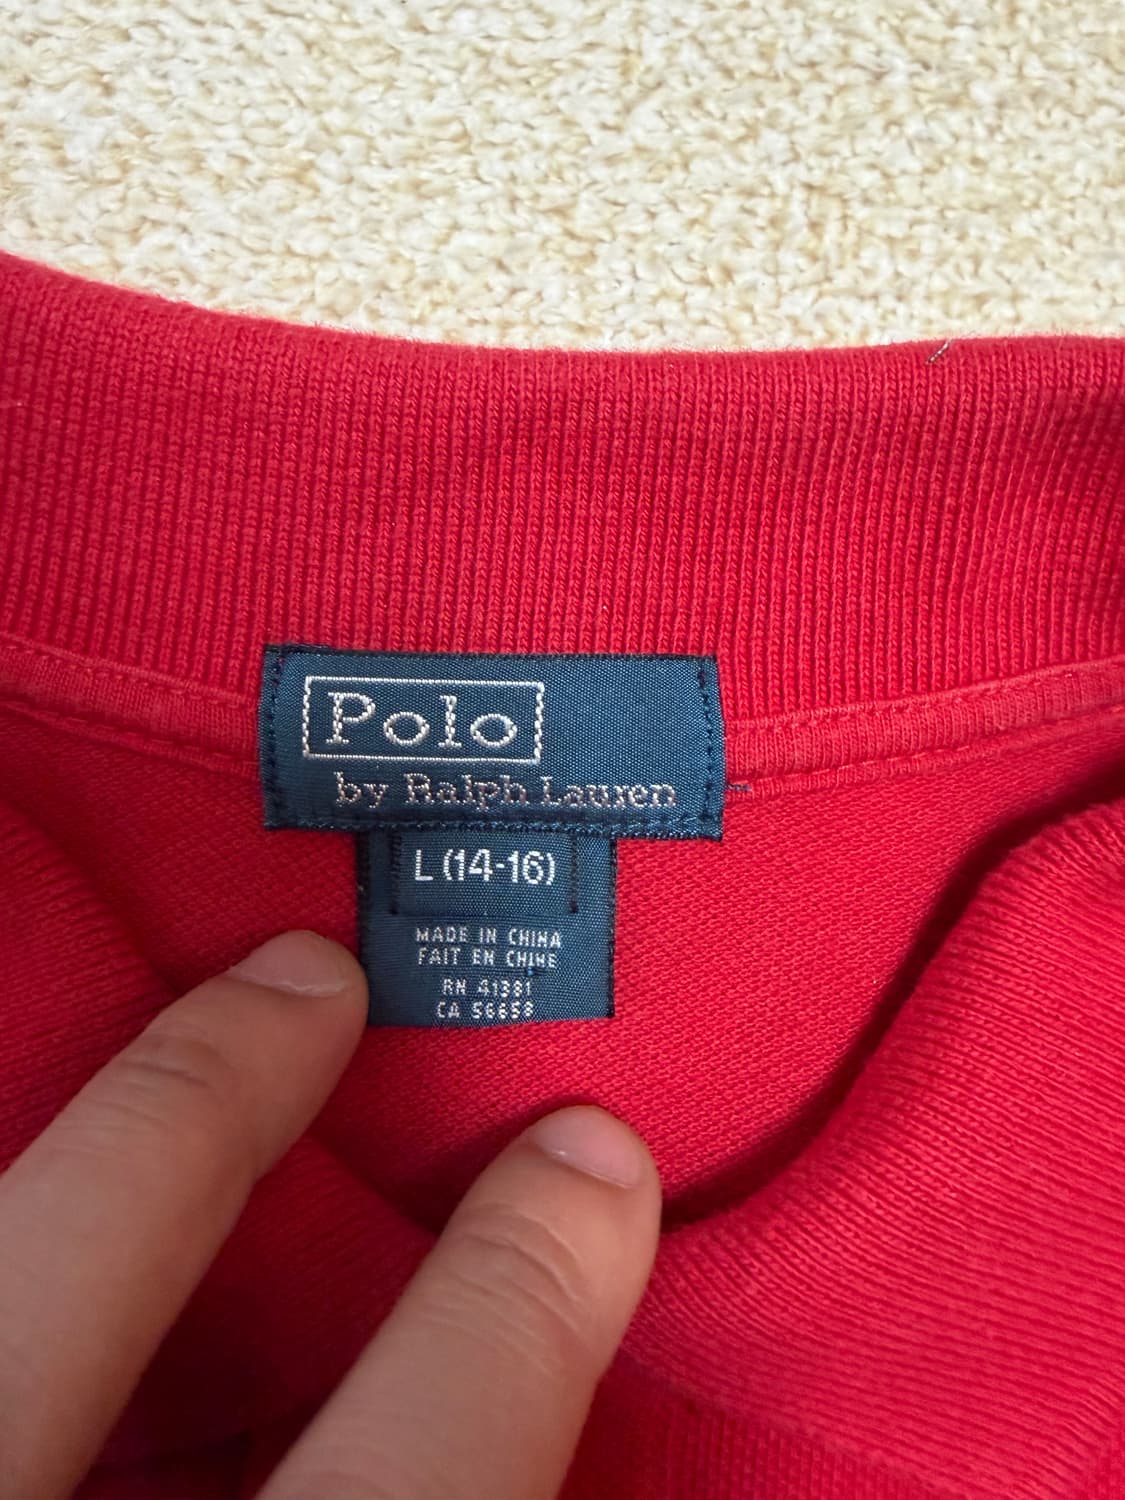 Polo
by Ralph Lauren
L (14-16)
MADE IN CHINA
FAIT EN CHINE
RN 41381
CA 56658